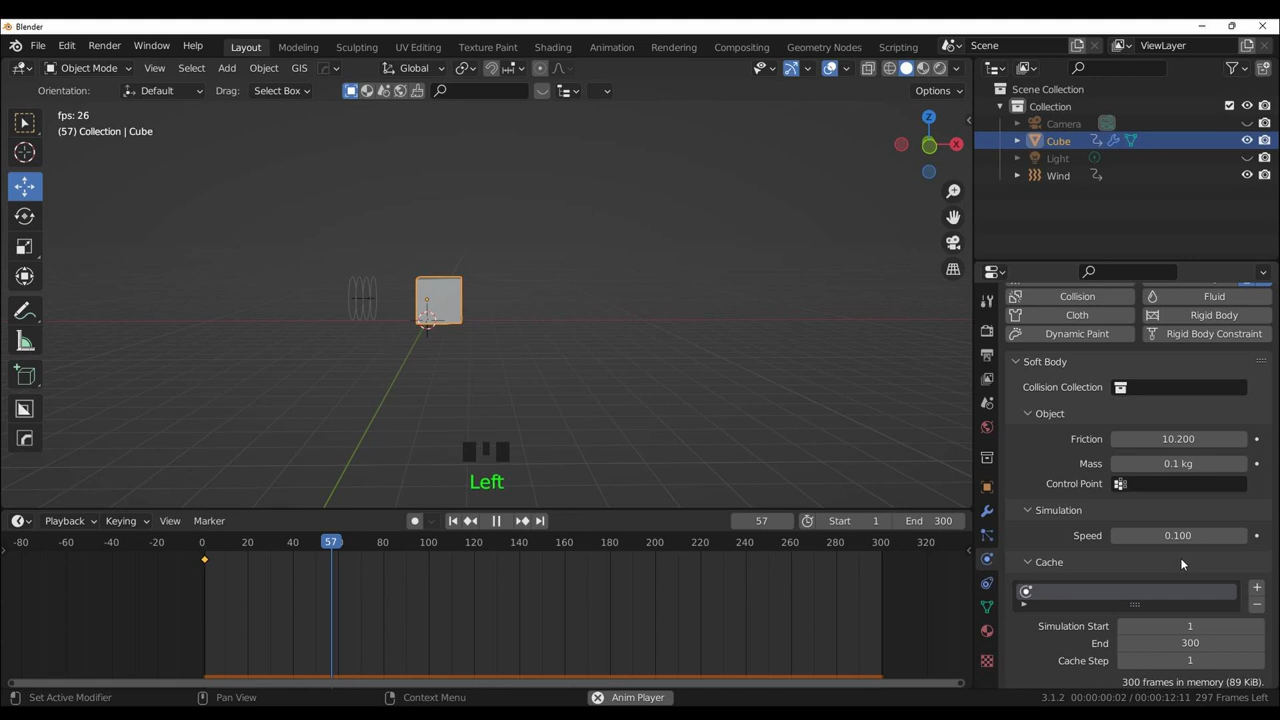 Blender
File Edit Render Window Help Layout Modeling Sculpting UV Editing Texture Paint Shading Animation Rendering Compositing Geometry Nodes Scripting Scene ViewLayer
Object Mode View Select Add Object GIS Global
Orientation: Default Drag: Select Box Options
fps: 26
(57) Collection | Cube
Z
X
Scene Collection
Collection
Camera
Cube
Light
Wind
Collision Fluid
Cloth Rigid Body
Dynamic Paint Rigid Body Constraint
Soft Body
Collision Collection
Object
Friction 10.200
Mass 0.1 kg
Control Point
Simulation
Speed 0.100
Cache
Simulation Start 1
End 300
Cache Step 1
300 frames in memory (89 KiB).
Left
Playback Keying View Marker 57 Start 1 End 300
-80 -60 -40 -20 0 20 40 57 80 100 120 140 160 180 200 220 240 260 280 300 320
Set Active Modifier Pan View Context Menu Anim Player 3.1.2 00:00:00:02 / 00:00:12:11 297 Frames Left